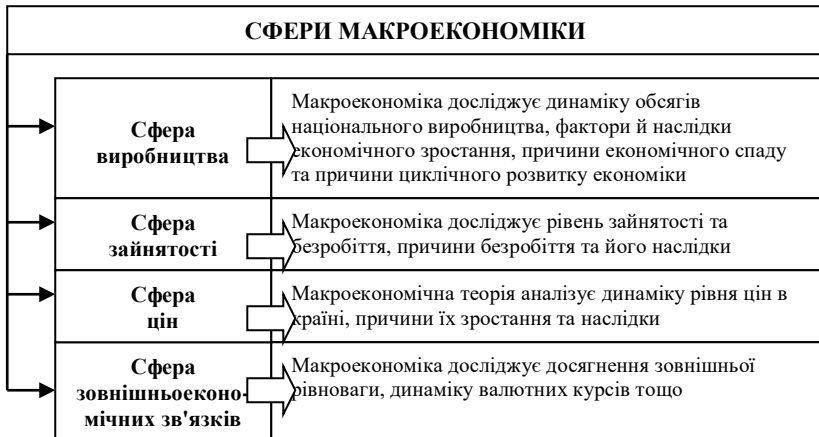 СФЕРИ МАКРОЕКОНОМІКИ
Сфера
виробництва
Макроекономіка досліджує динаміку обсягів
національного виробництва, фактори й наслідки
економічного зростання, причини економічного спаду
та причини циклічного розвитку економіки
Сфера
зайнятості
Макроекономіка досліджує рівень зайнятості та
безробіття, причини безробіття та його наслідки
Сфера
цін
Макроекономічна теорія аналізує динаміку рівня цін в
країні, причини їх зростання та наслідки
Сфера
зовнішньоеконо-
мічних зв'язків
Макроекономіка досліджує досягнення зовнішньої
рівноваги, динаміку валютних курсів тощо